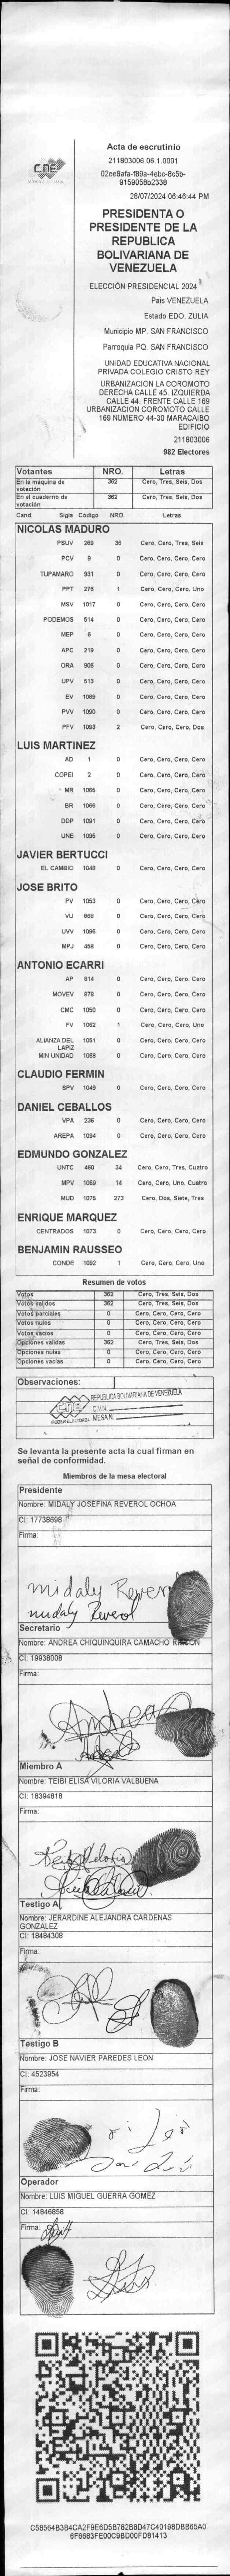 CNE
Acta de escrutinio
211803006.06.1.0001
02ee8afa-f89a-4ebc-8c5b-
9159058b2338
28/07/2024 06:46:44 PM
PRESIDENTA O
PRESIDENTE DE LA
REPUBLICA
BOLIVARIANA DE
VENEZUELA
ELECCIÓN PRESIDENCIAL 2024
Pais VENEZUELA
Estado EDO. ZULIA
Municipio MP. SAN FRANCISCO
Parroquia PQ. SAN FRANCISCO
UNIDAD EDUCATIVA NACIONAL
PRIVADA COLEGIO CRISTO REY
URBANIZACION LA COROMOTO
DERECHA CALLE 45. IZQUIERDA
CALLE 44. FRENTE CALLE 169
URBANIZACION COROMOTO CALLE
169 NÚMERO 44-30 MARACAIBO
EDIFICIO
211803006
982 Electores
Votantes NRO. Letras
En la máquina de votación 362 Cero, Tres, Seis, Dos
En el cuaderno de votación 362 Cero, Tres, Seis, Dos
Cand. Sigla Código NRO. Letras
NICOLAS MADURO
PSUV 269 36 Cero, Cero, Tres, Seis
PCV 9 0 Cero, Cero, Cero, Cero
TUPAMARO 931 0 Cero, Cero, Cero, Cero
PPT 275 1 Cero, Cero, Cero, Uno
MSV 1017 0 Cero, Cero, Cero, Cero
PODEMOS 514 0 Cero, Cero, Cero, Cero
MEP 6 0 Cero, Cero, Cero, Cero
APC 219 0 Cero, Cero, Cero, Cero
ORA 906 0 Cero, Cero, Cero, Cero
UPV 513 0 Cero, Cero, Cero, Cero
EV 1089 0 Cero, Cero, Cero, Cero
PVV 1090 0 Cero, Cero, Cero, Cero
PFV 1093 2 Cero, Cero, Cero, Dos
LUIS MARTINEZ
AD 1 0 Cero, Cero, Cero, Cero
COPEI 2 0 Cero, Cero, Cero, Cero
MR 1065 0 Cero, Cero, Cero, Cero
BR 1066 0 Cero, Cero, Cero, Cero
DDP 1091 0 Cero, Cero, Cero, Cero
UNE 1095 0 Cero, Cero, Cero, Cero
JAVIER BERTUCCI
EL CAMBIO 1048 0 Cero, Cero, Cero, Cero
JOSE BRITO
PV 1053 0 Cero, Cero, Cero, Cero
VU 868 0 Cero, Cero, Cero, Cero
UVV 1096 0 Cero, Cero, Cero, Cero
MPJ 458 0 Cero, Cero, Cero, Cero
ANTONIO ECARRI
AP 814 0 Cero, Cero, Cero, Cero
MOVEV 878 0 Cero, Cero, Cero, Cero
CMC 1050 0 Cero, Cero, Cero, Cero
FV 1062 1 Cero, Cero, Cero, Uno
ALIANZA DEL LAPIZ 1051 0 Cero, Cero, Cero, Cero
MIN UNIDAD 1058 0 Cero, Cero, Cero, Cero
CLAUDIO FERMIN
SPV 1049 0 Cero, Cero, Cero, Cero
DANIEL CEBALLOS
VPA 236 0 Cero, Cero, Cero, Cero
AREPA 1094 0 Cero, Cero, Cero, Cero
EDMUNDO GONZALEZ
UNTC 460 34 Cero, Cero, Tres, Cuatro
MPV 1069 14 Cero, Cero, Uno, Cuatro
MUD 1076 273 Cero, Dos, Siete, Tres
ENRIQUE MARQUEZ
CENTRADOS 1073 0 Cero, Cero, Cero, Cero
BENJAMIN RAUSSEO
CONDE 1092 1 Cero, Cero, Cero, Uno
Resumen de votos
Votos 362 Cero, Tres, Seis, Dos
Votos validos 362 Cero, Tres, Seis, Dos
Votos parciales 0 Cero, Cero, Cero, Cero
Votos nulos 0 Cero, Cero, Cero, Cero
Votos vacios 0 Cero, Cero, Cero, Cero
Opciones validas 362 Cero, Tres, Seis, Dos
Opciones nulas 0 Cero, Cero, Cero, Cero
Opciones vacias 0 Cero, Cero, Cero, Cero
Observaciones:
REPUBLICA BOLIVARIANA DE VENEZUELA
CNE C.V.N.
MESA N.
Se levanta la presente acta la cual firman en
señal de conformidad.
Miembros de la mesa electoral
Presidente
Nombre: MIDALY JOSEFINA REVEROL OCHOA
CI: 17738698
Firma:
midaly Reverol
midaly Reverol
Secretario
Nombre: ANDREA CHIQUINQUIRA CAMACHO RINCON
CI: 19938008
Firma:
Andrea
Miembro A
Nombre: TEIBI ELISA VILORIA VALBUENA
CI: 18394818
Firma:
Testigo A
Nombre: JERARDINE ALEJANDRA CARDENAS
GONZALEZ
CI: 18484308
Firma:
Testigo B
Nombre: JOSE NAVIER PAREDES LEON
CI: 4523954
Firma:
Operador
Nombre: LUIS MIGUEL GUERRA GOMEZ
CI: 14846858
Firma:
C58564B3B4CA2F9E6D5B782B8D47C40198DBB65A0
6F6683FE00C9BD00FD81413